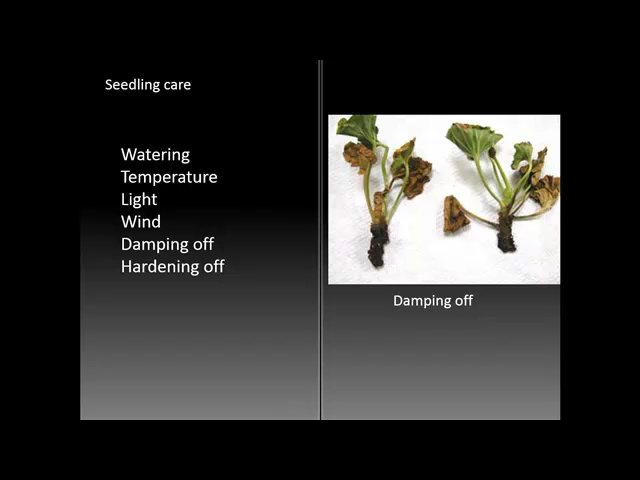 Seedling care
Watering
Temperature
Light
Wind
Damping off
Hardening off
Damping off